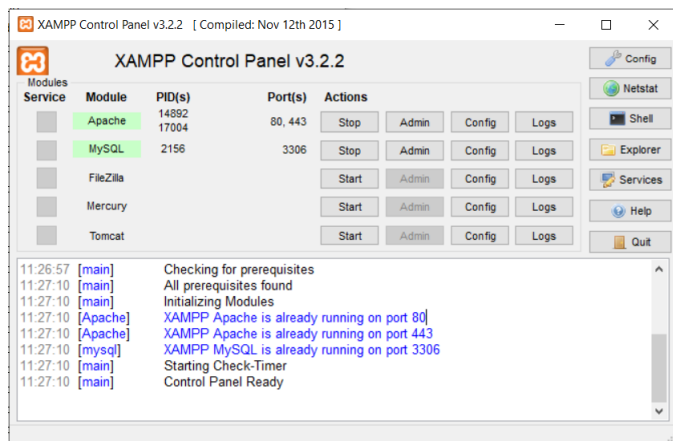 XAMPP Control Panel v3.2.2 [ Compiled: Nov 12th 2015 ]
XAMPP Control Panel v3.2.2
Config
Modules
Service Module PID(s) Port(s) Actions
Netstat
Apache 14892 17004 80, 443 Stop Admin Config Logs
Shell
MySQL 2156 3306 Stop Admin Config Logs
Explorer
FileZilla Start Admin Config Logs
Services
Mercury Start Admin Config Logs
Help
Tomcat Start Admin Config Logs
Quit
11:26:57 [main] Checking for prerequisites
11:27:10 [main] All prerequisites found
11:27:10 [main] Initializing Modules
11:27:10 [Apache] XAMPP Apache is already running on port 80
11:27:10 [Apache] XAMPP Apache is already running on port 443
11:27:10 [mysql] XAMPP MySQL is already running on port 3306
11:27:10 [main] Starting Check-Timer
11:27:10 [main] Control Panel Ready